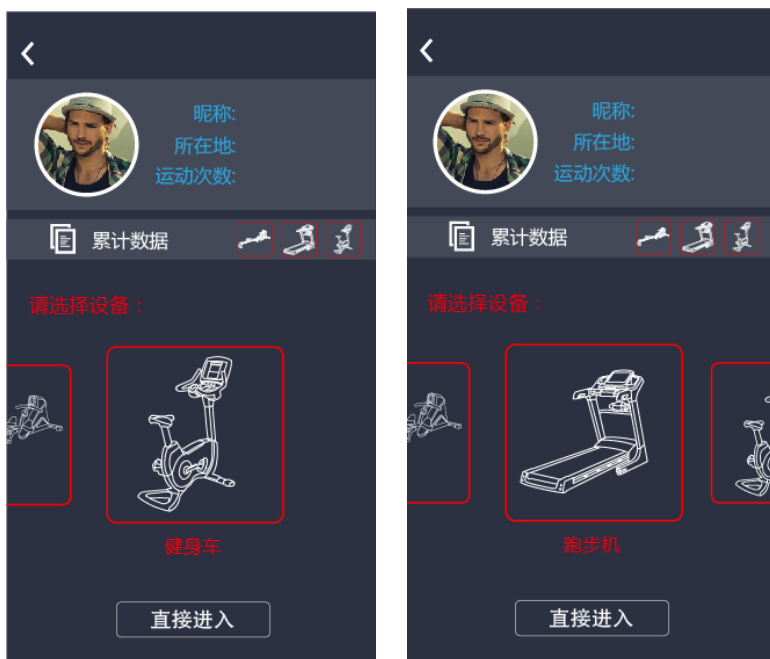 昵称:
所在地:
运动次数:
累计数据
请选择设备：
健身车
直接进入
昵称:
所在地:
运动次数:
累计数据
请选择设备：
跑步机
直接进入